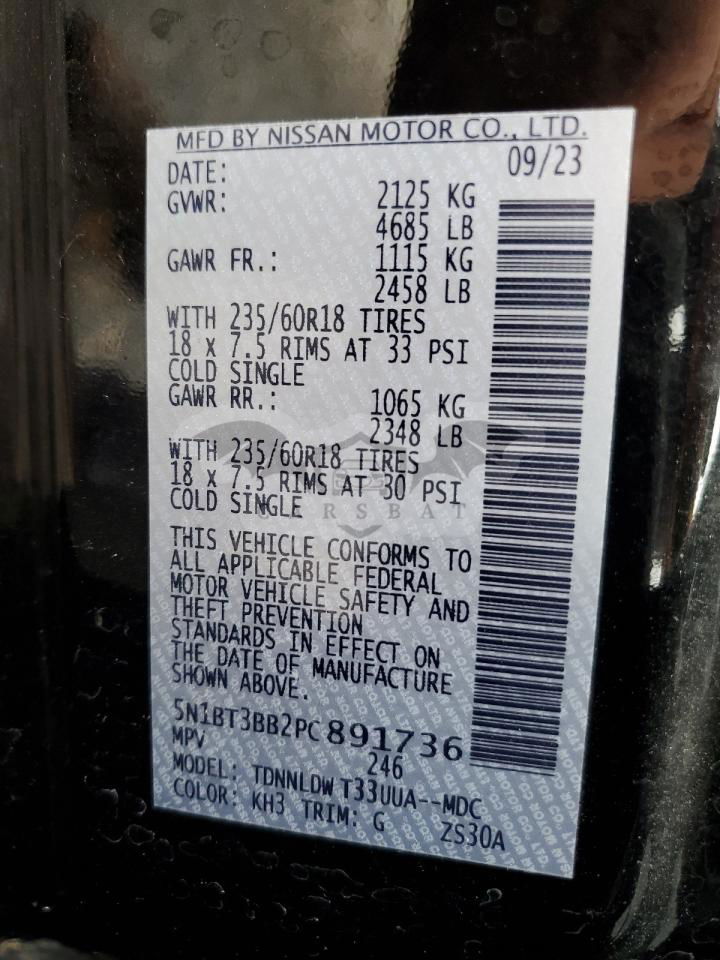 MFD BY NISSAN MOTOR CO., LTD.
DATE: 09/23
GVWR: 2125 KG
4685 LB
GAWR FR.: 1115 KG
2458 LB
WITH 235/60R18 TIRES
18 x 7.5 RIMS AT 33 PSI
COLD SINGLE
GAWR RR.: 1065 KG
2348 LB
WITH 235/60R18 TIRES
18 x 7.5 RIMS AT 30 PSI
COLD SINGLE
THIS VEHICLE CONFORMS TO
ALL APPLICABLE FEDERAL
MOTOR VEHICLE SAFETY AND
THEFT PREVENTION
STANDARDS IN EFFECT ON
THE DATE OF MANUFACTURE
SHOWN ABOVE.
5N1BT3BB2PC891736
MPV 246
MODEL: TDNNLDW T33UUA--MDC
COLOR: KH3 TRIM: G ZS30A